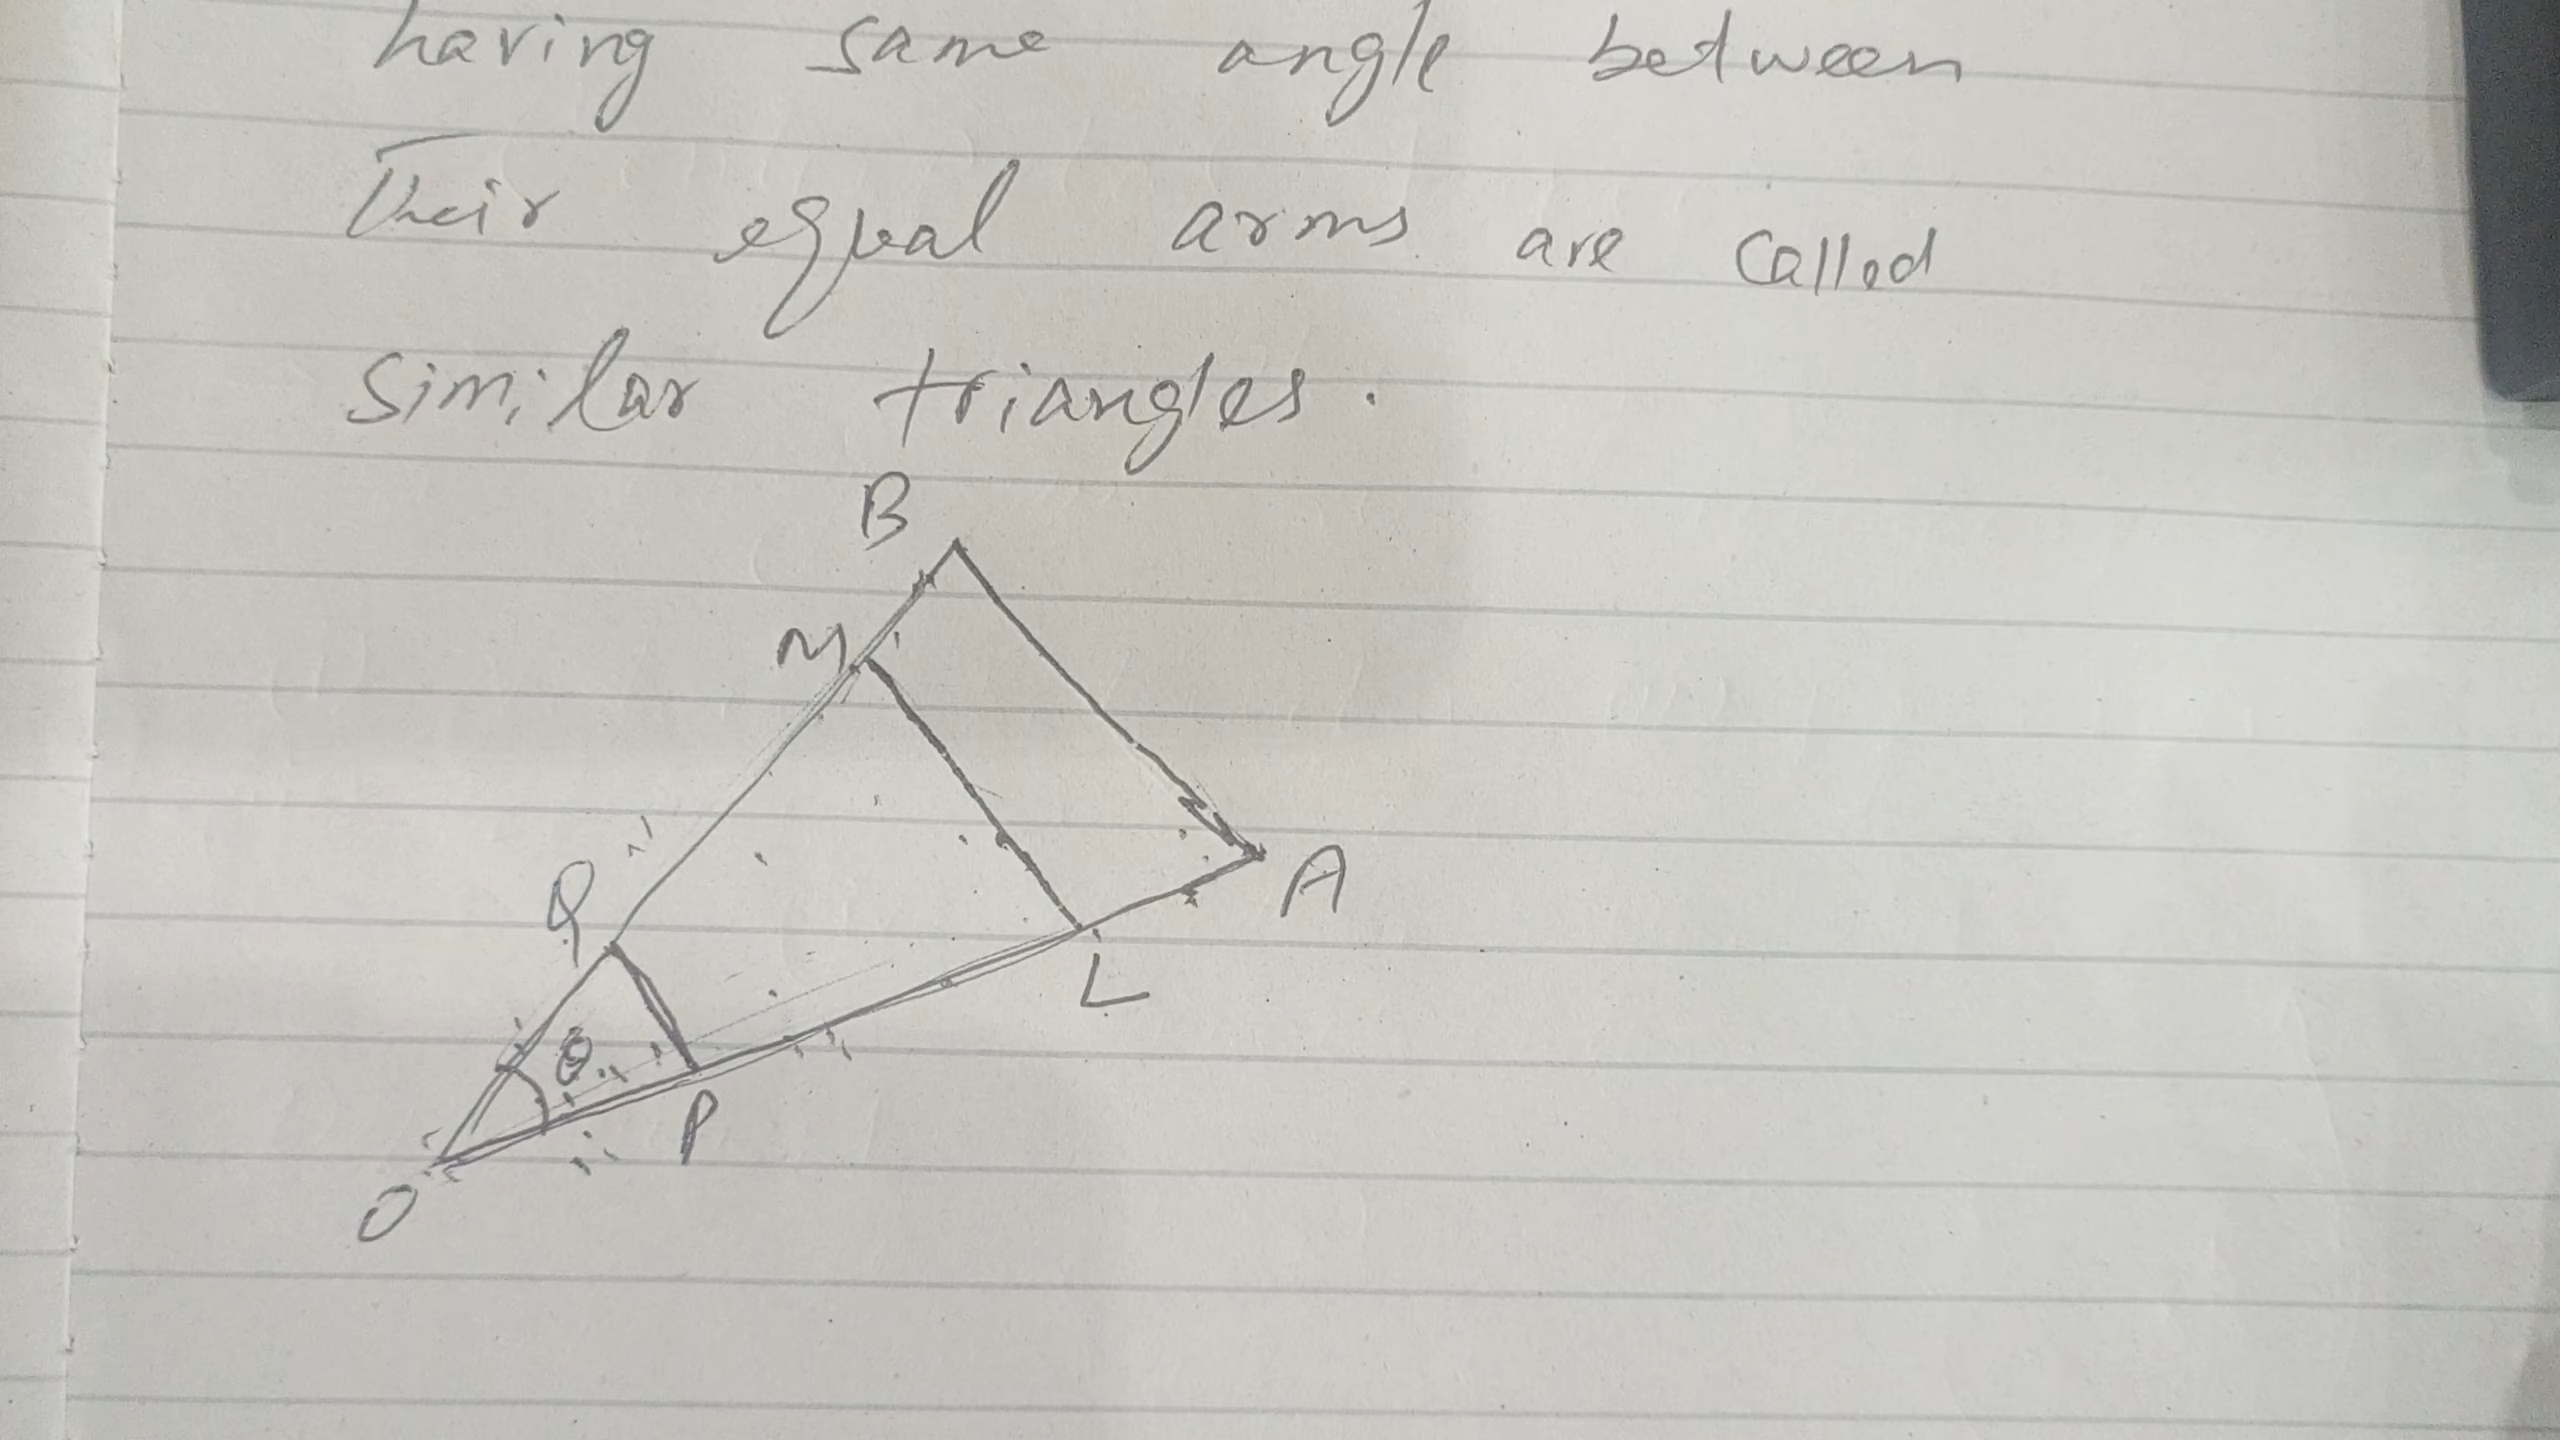 having same angle between
Their equal arms are called
similar triangles.
B
M
Q
A
L
θ
P
O